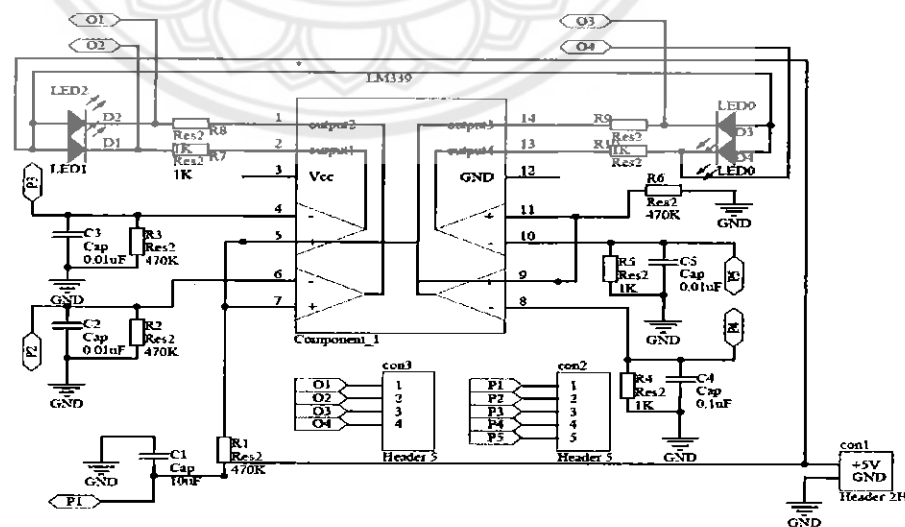 O1
O2
O3
O4
LM339
LED2
D2
D1
LED1
R8
Res2
1K
R7
Res2
1K
1
2
3
4
5
6
7
output2
output1
Vcc
-
+
-
+
output3
output4
GND
+
-
+
-
14
13
12
11
10
9
8
R9
Res2
1K
Res2
LED0
D3
D4
LED0
R6
Res2
470K
GND
P3
C3
Cap
0.01uF
R3
Res2
470K
GND
P2
C2
Cap
0.01uF
R2
Res2
470K
GND
R5
Res2
1K
C5
Cap
0.01uF
GND
P5
P4
R4
Res2
1K
C4
Cap
0.1uF
GND
Component_1
con3
O1
O2
O3
O4
1
2
3
4
Header 5
con2
P1
P2
P3
P4
P5
1
2
3
4
5
Header 5
R1
Res2
470K
C1
Cap
10uF
GND
P1
con1
+5V
GND
Header 2H
GND